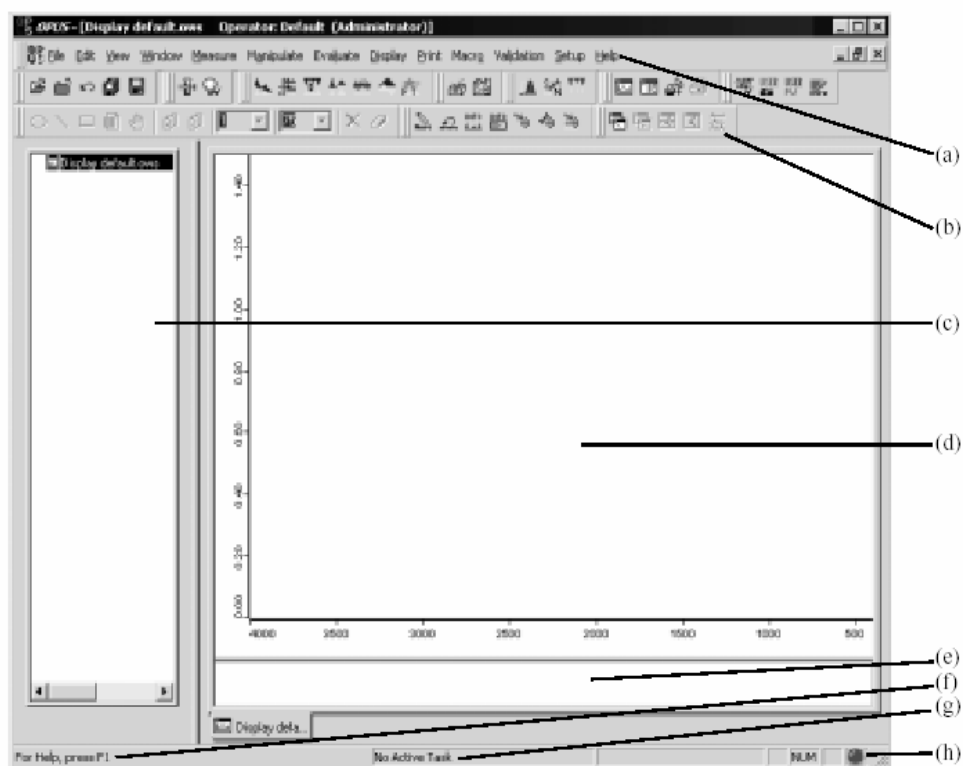 OPUS - [Display default.ows Operator: Default (Administrator)]
File Edit View Window Measure Manipulate Evaluate Display Print Macro Validation Setup Help
(a)
(b)
Display default.ows
1.40
1.20
1.00
0.80
0.60
0.40
0.20
0.00
(c)
(d)
4000 3500 3000 2500 2000 1500 1000 500
(e)
(f)
(g)
Display defa...
For Help, press F1 No Active Task NUM
(h)